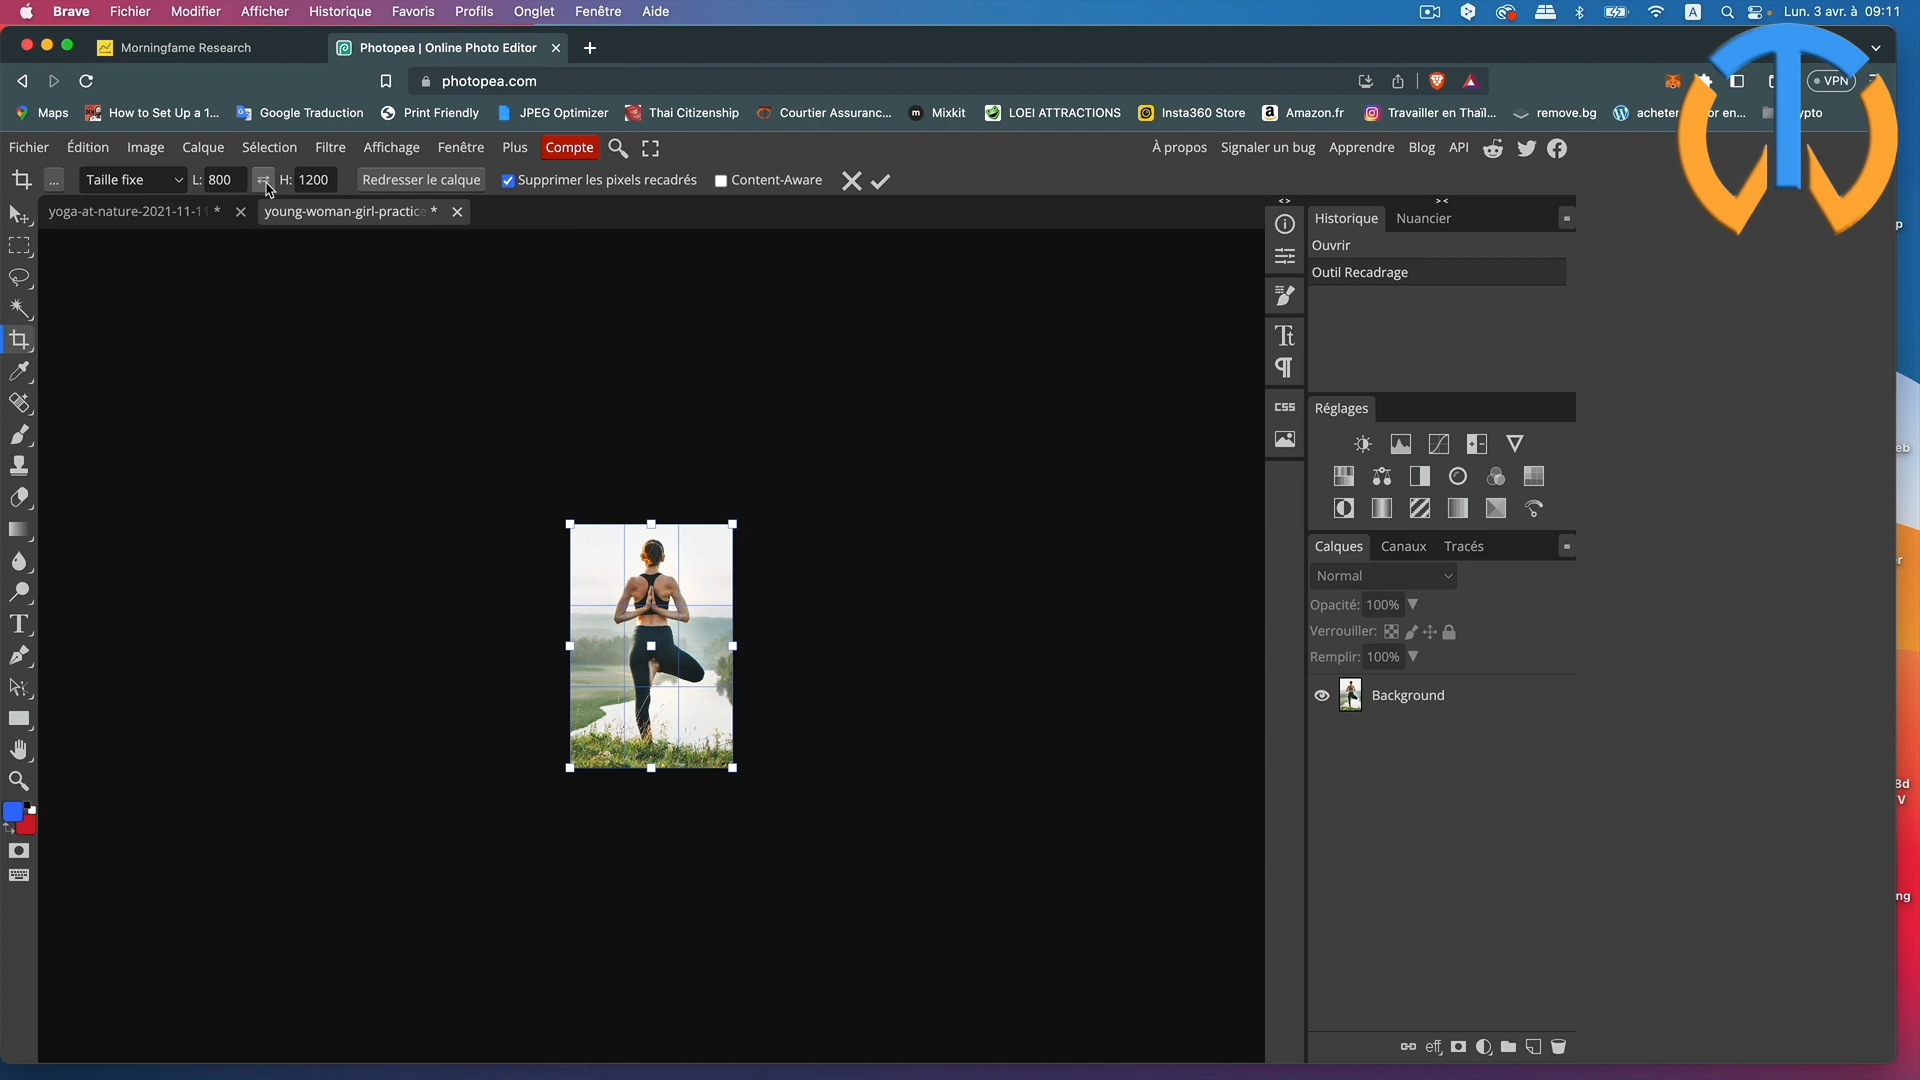 Brave Fichier Modifier Afficher Historique Favoris Profils Onglet Fenêtre Aide
A
Lun. 3 avr. à 09:11
Morningfame Research
Photopea | Online Photo Editor
photopea.com
VPN
Maps
How to Set Up a 1...
Google Traduction
Print Friendly
JPEG Optimizer
Thai Citizenship
Courtier Assuranc...
Mixkit
LOEI ATTRACTIONS
Insta360 Store
Amazon.fr
Travailler en Thaïl...
remove.bg
Fichier Édition Image Calque Sélection Filtre Affichage Fenêtre Plus Compte
À propos Signaler un bug Apprendre Blog API
... Taille fixe L: 800 H: 1200 Redresser le calque Supprimer les pixels recadrés Content-Aware
yoga-at-nature-2021-11-1 *
young-woman-girl-practice *
Historique Nuancier
Ouvrir
Outil Recadrage
CSS
Réglages
Calques Canaux Tracés
Normal
Opacité: 100%
Verrouiller:
Remplir: 100%
Background
eff